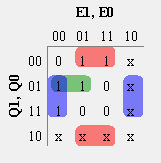 E1, E0
00 01 11 10
Q1, Q0
00 0 1 1 x
01 1 1 0 x
11 1 0 0 x
10 x x x x